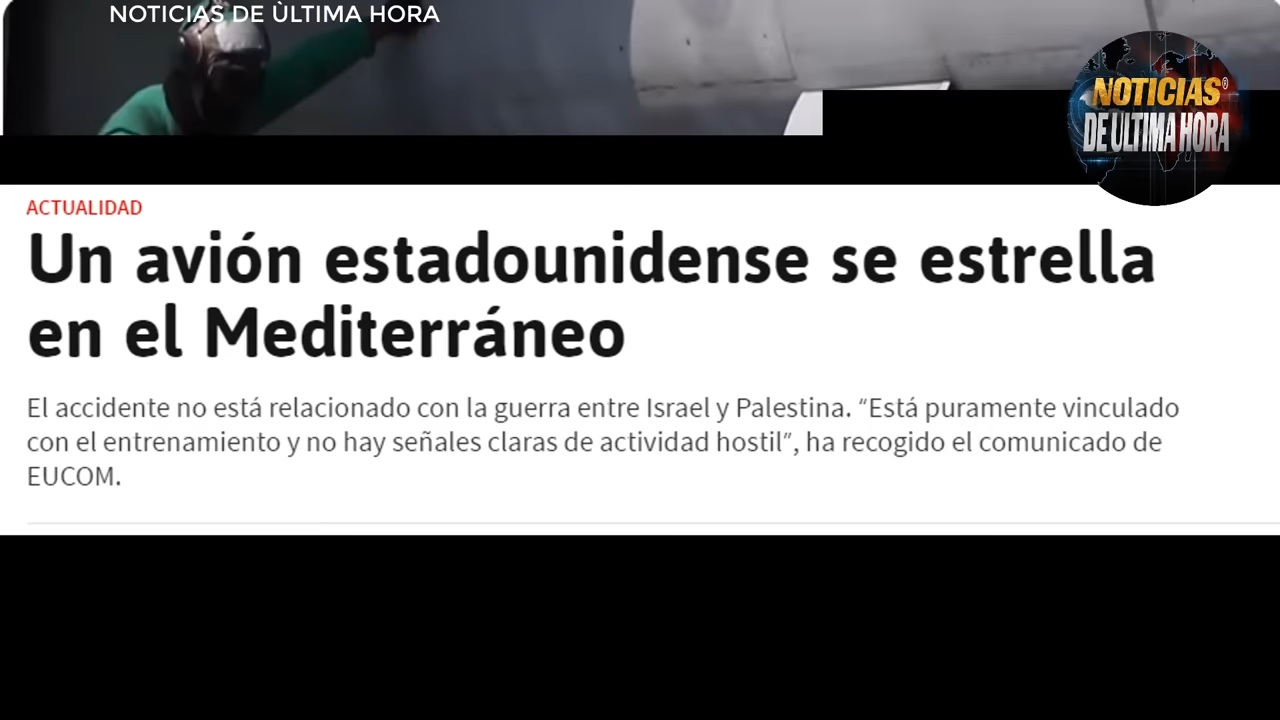 NOTICIAS DE ÙLTIMA HORA
NOTICIAS®
DE ULTIMA HORA
ACTUALIDAD
Un avión estadounidense se estrella
en el Mediterráneo
El accidente no está relacionado con la guerra entre Israel y Palestina. “Está puramente vinculado
con el entrenamiento y no hay señales claras de actividad hostil”, ha recogido el comunicado de
EUCOM.